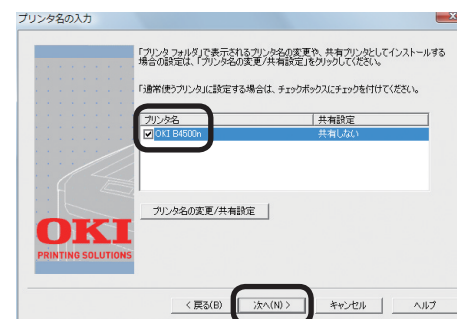 プリンタ名の入力
「プリンタ フォルダ」で表示されるプリンタ名の変更や、共有プリンタとしてインストールする
場合の設定は、「プリンタ名の変更/共有設定」をクリックしてください。
「通常使うプリンタ」に設定する場合は、チェックボックスにチェックを付けてください。
プリンタ名 共有設定
OKI B4500n 共有しない
プリンタ名の変更/共有設定
OKI
PRINTING SOLUTIONS
< 戻る(B) 次へ(N) > キャンセル ヘルプ